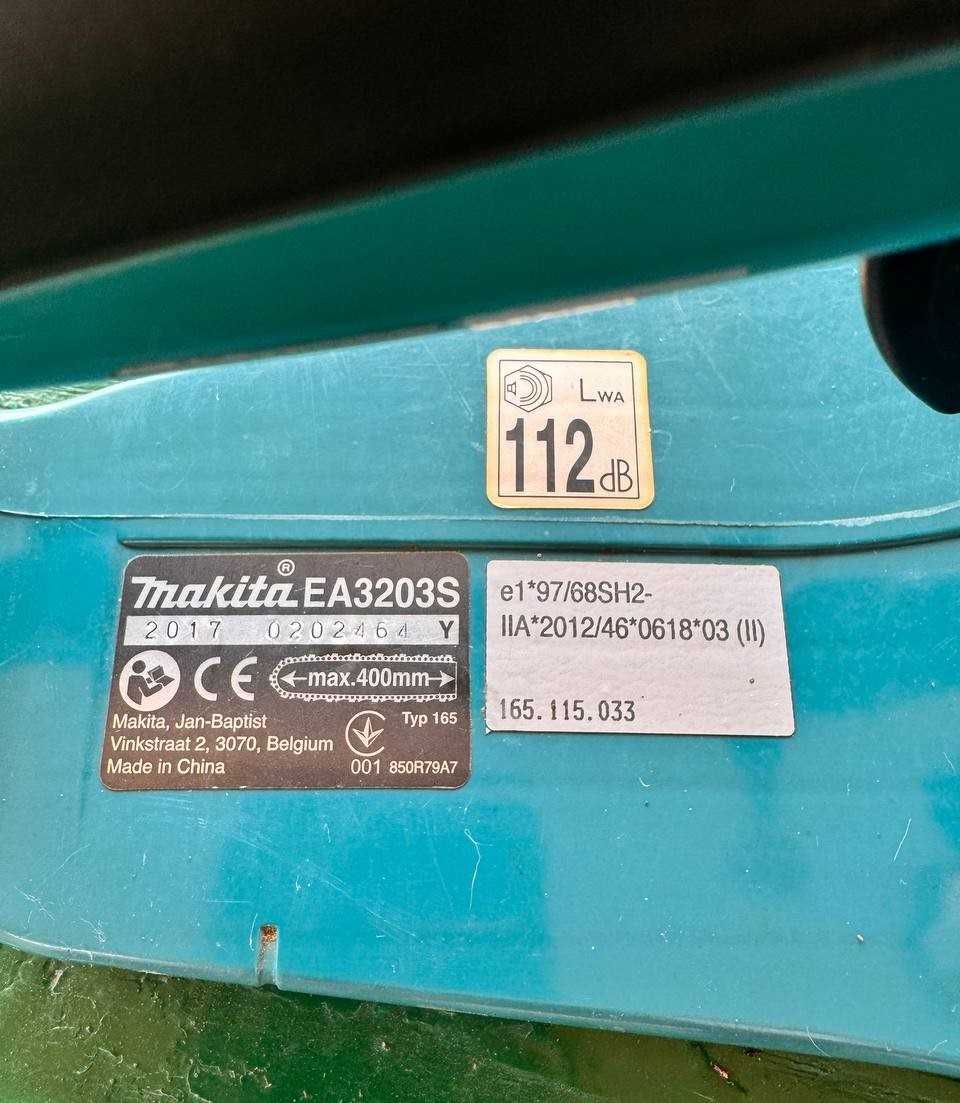 LWA
112 dB
makita® EA3203S
2017 0202464 Y
CE
max.400mm
Makita, Jan-Baptist
Typ 165
Vinkstraat 2, 3070, Belgium
Made in China
001 850R79A7
e1*97/68SH2-
IIA*2012/46*0618*03 (II)
165.115.033